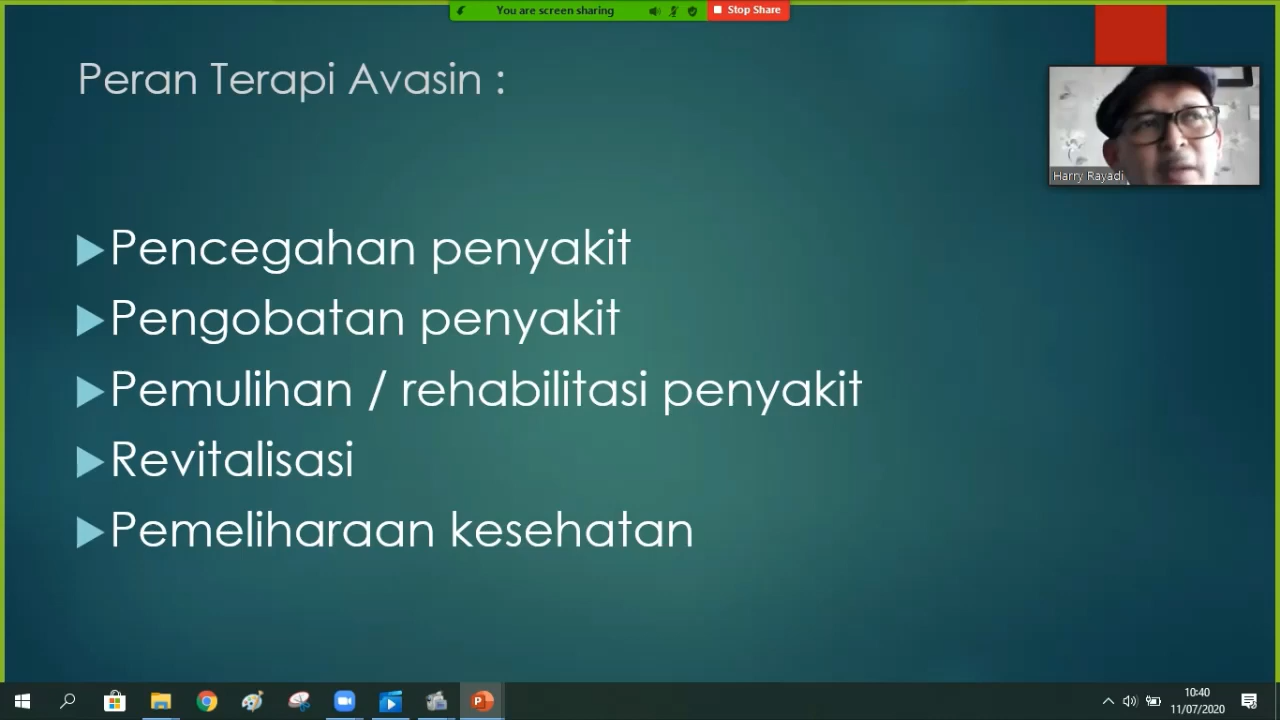 You are screen sharing
Stop Share
Peran Terapi Avasin :
Harry Rayadi
Pencegahan penyakit
Pengobatan penyakit
Pemulihan / rehabilitasi penyakit
Revitalisasi
Pemeliharaan kesehatan
10:40
11/07/2020